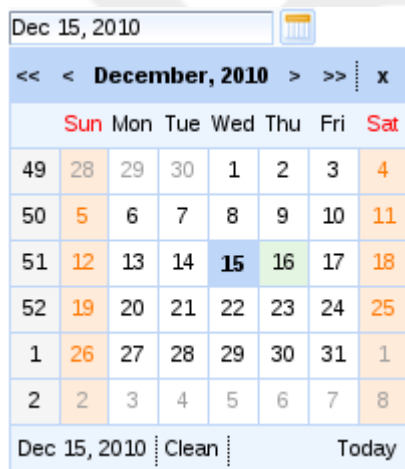 Dec 15, 2010
<< < December, 2010 > >> x
Sun Mon Tue Wed Thu Fri Sat
49 28 29 30 1 2 3 4
50 5 6 7 8 9 10 11
51 12 13 14 15 16 17 18
52 19 20 21 22 23 24 25
1 26 27 28 29 30 31 1
2 2 3 4 5 6 7 8
Dec 15, 2010 Clean Today